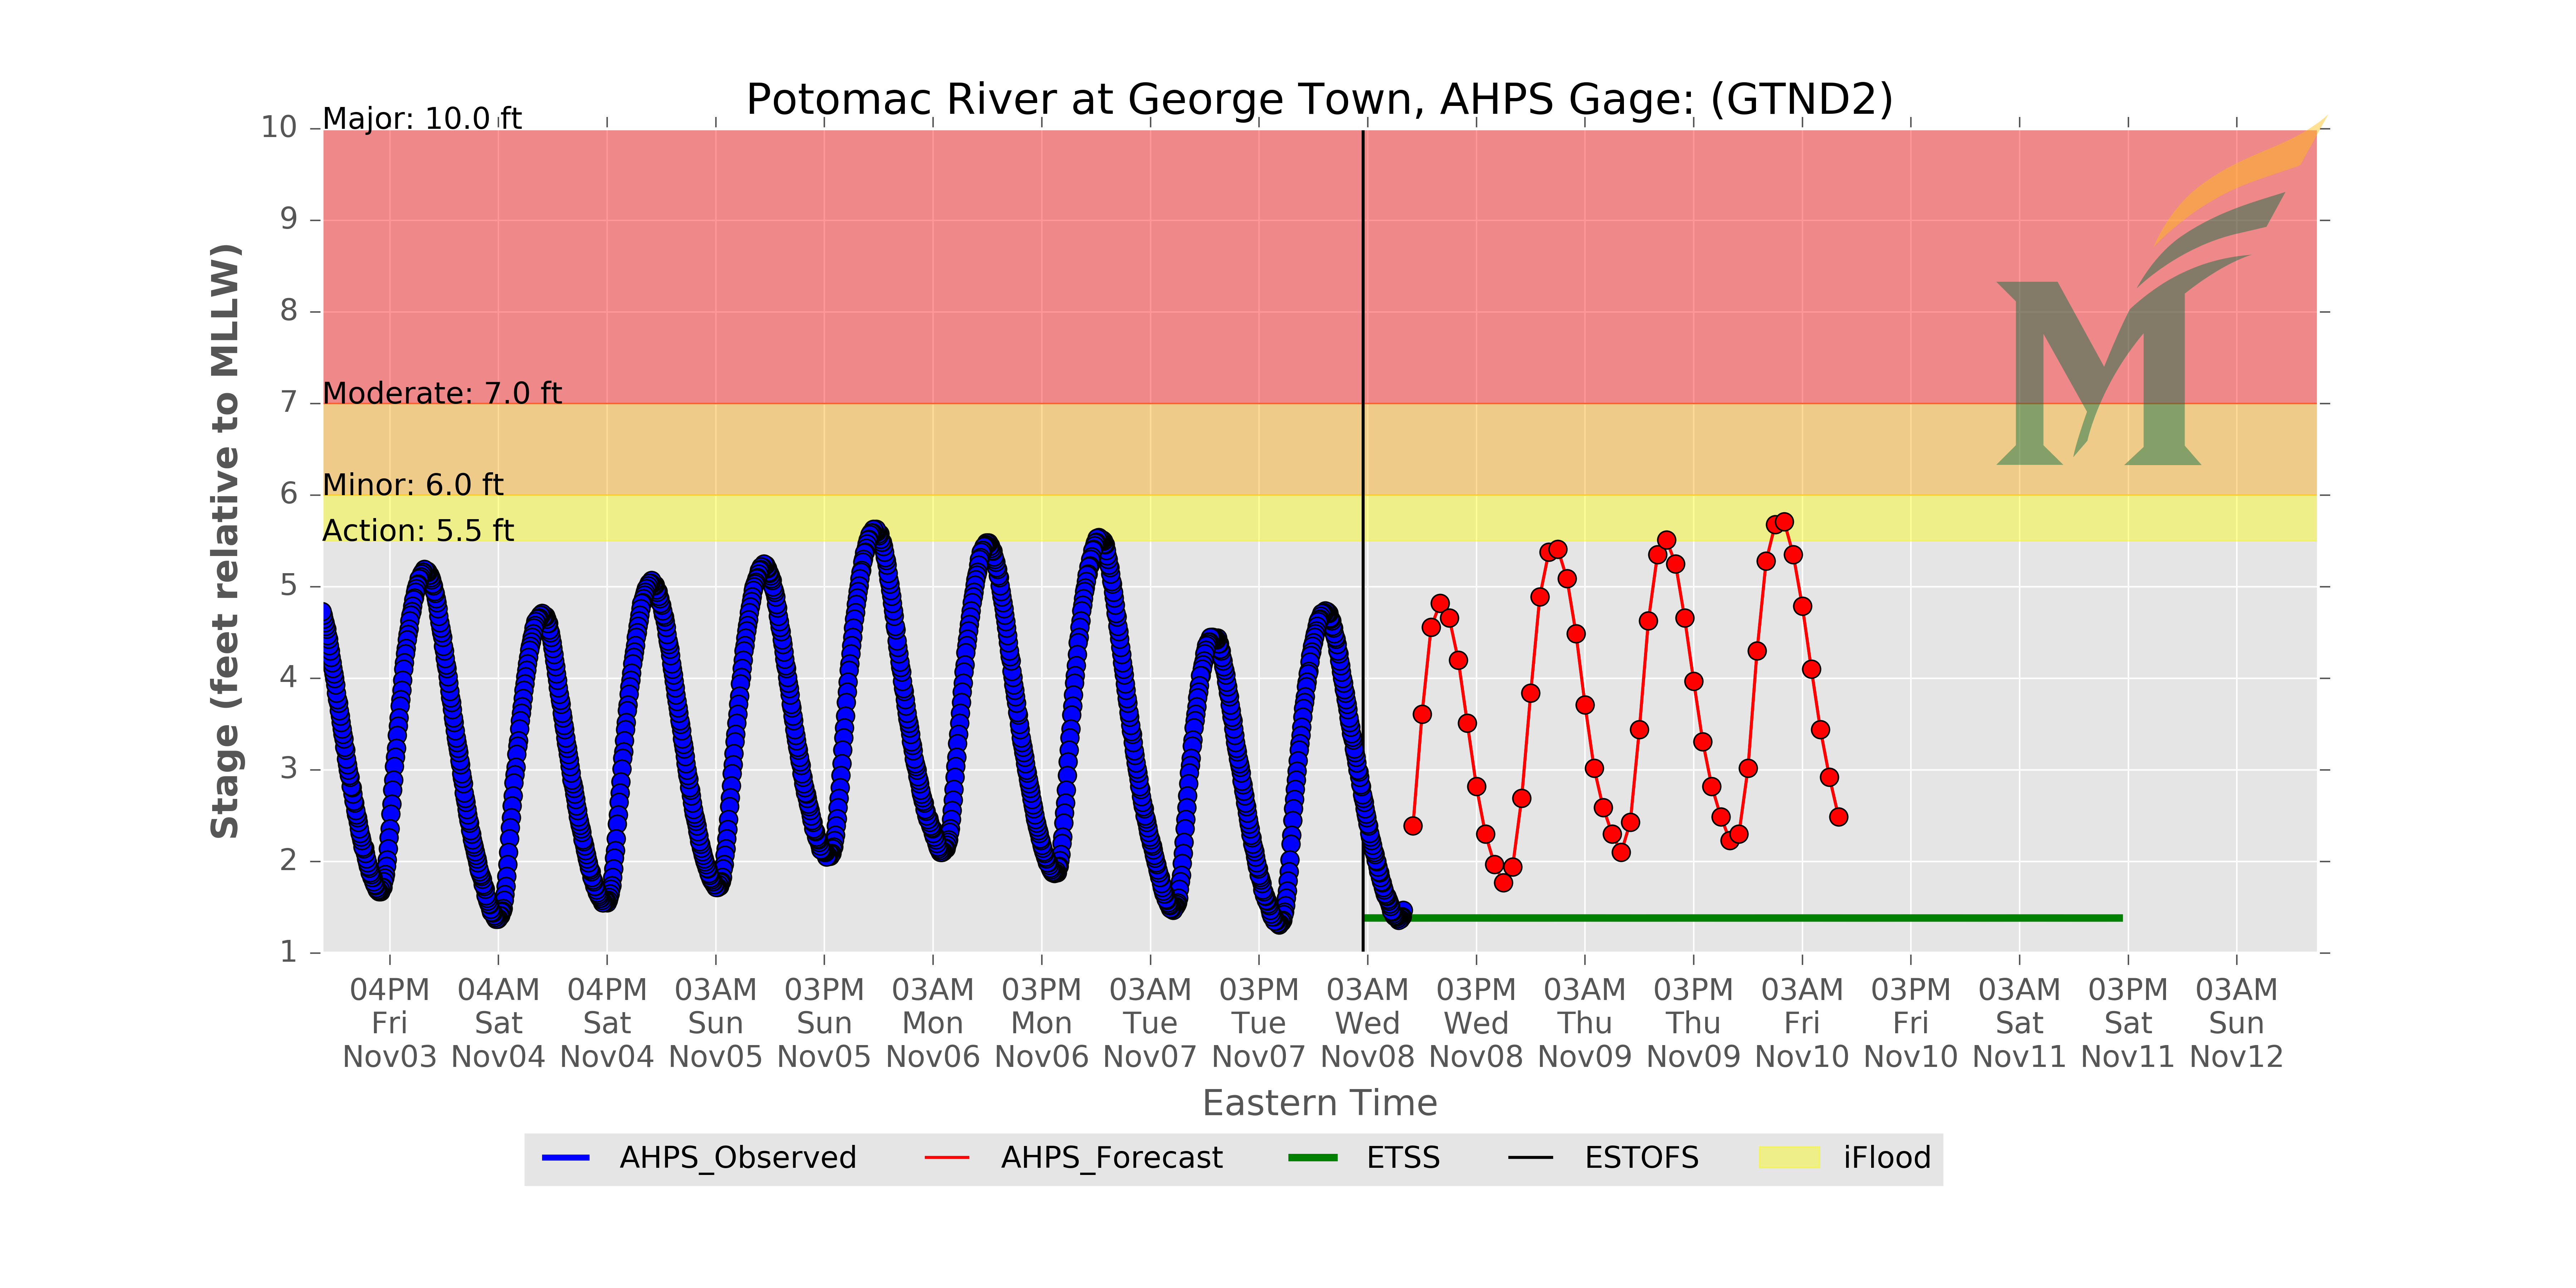 Potomac River at George Town, AHPS Gage: (GTND2)
Stage (feet relative to MLLW)
10
9
8
7
6
5
4
3
2
1
Major: 10.0 ft
Moderate: 7.0 ft
Minor: 6.0 ft
Action: 5.5 ft
M
04PM 04AM 04PM 03AM 03PM 03AM 03PM 03AM 03PM 03AM 03PM 03AM 03PM 03AM 03PM 03AM 03PM 03AM
Fri Sat Sat Sun Sun Mon Mon Tue Tue Wed Wed Thu Thu Fri Fri Sat Sat Sun
Nov03 Nov04 Nov04 Nov05 Nov05 Nov06 Nov06 Nov07 Nov07 Nov08 Nov08 Nov09 Nov09 Nov10 Nov10 Nov11 Nov11 Nov12
Eastern Time
AHPS_Observed AHPS_Forecast ETSS ESTOFS iFlood